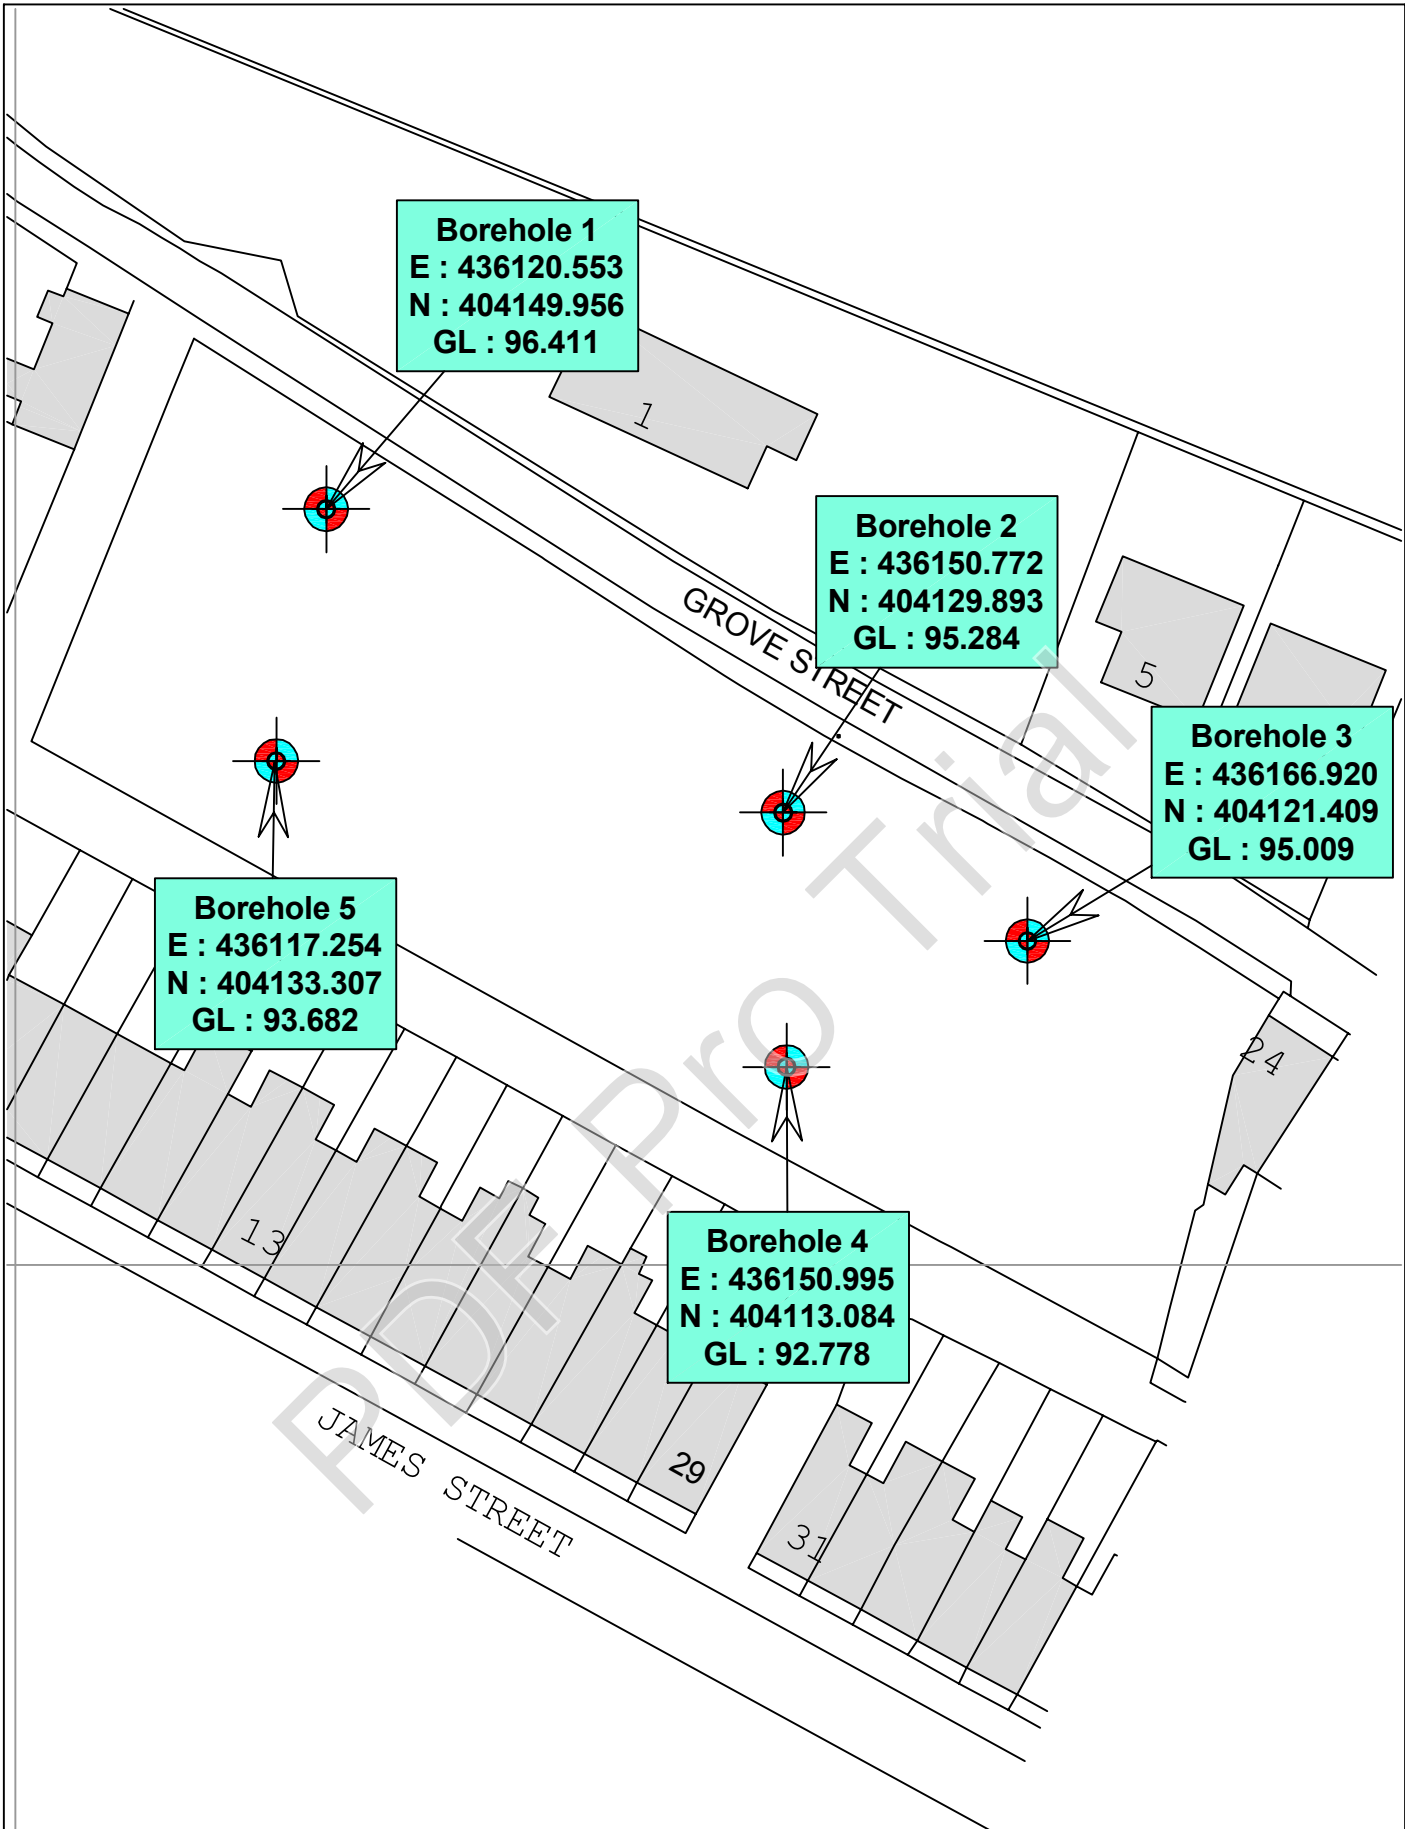 Borehole 1
E : 436120.553
N : 404149.956
GL : 96.411
1
Borehole 2
E : 436150.772
N : 404129.893
GL : 95.284
GROVE STREET
5
Borehole 3
E : 436166.920
N : 404121.409
GL : 95.009
Borehole 5
E : 436117.254
N : 404133.307
GL : 93.682
24
13
Borehole 4
E : 436150.995
N : 404113.084
GL : 92.778
JAMES STREET
29
31
PDF Pro Trial